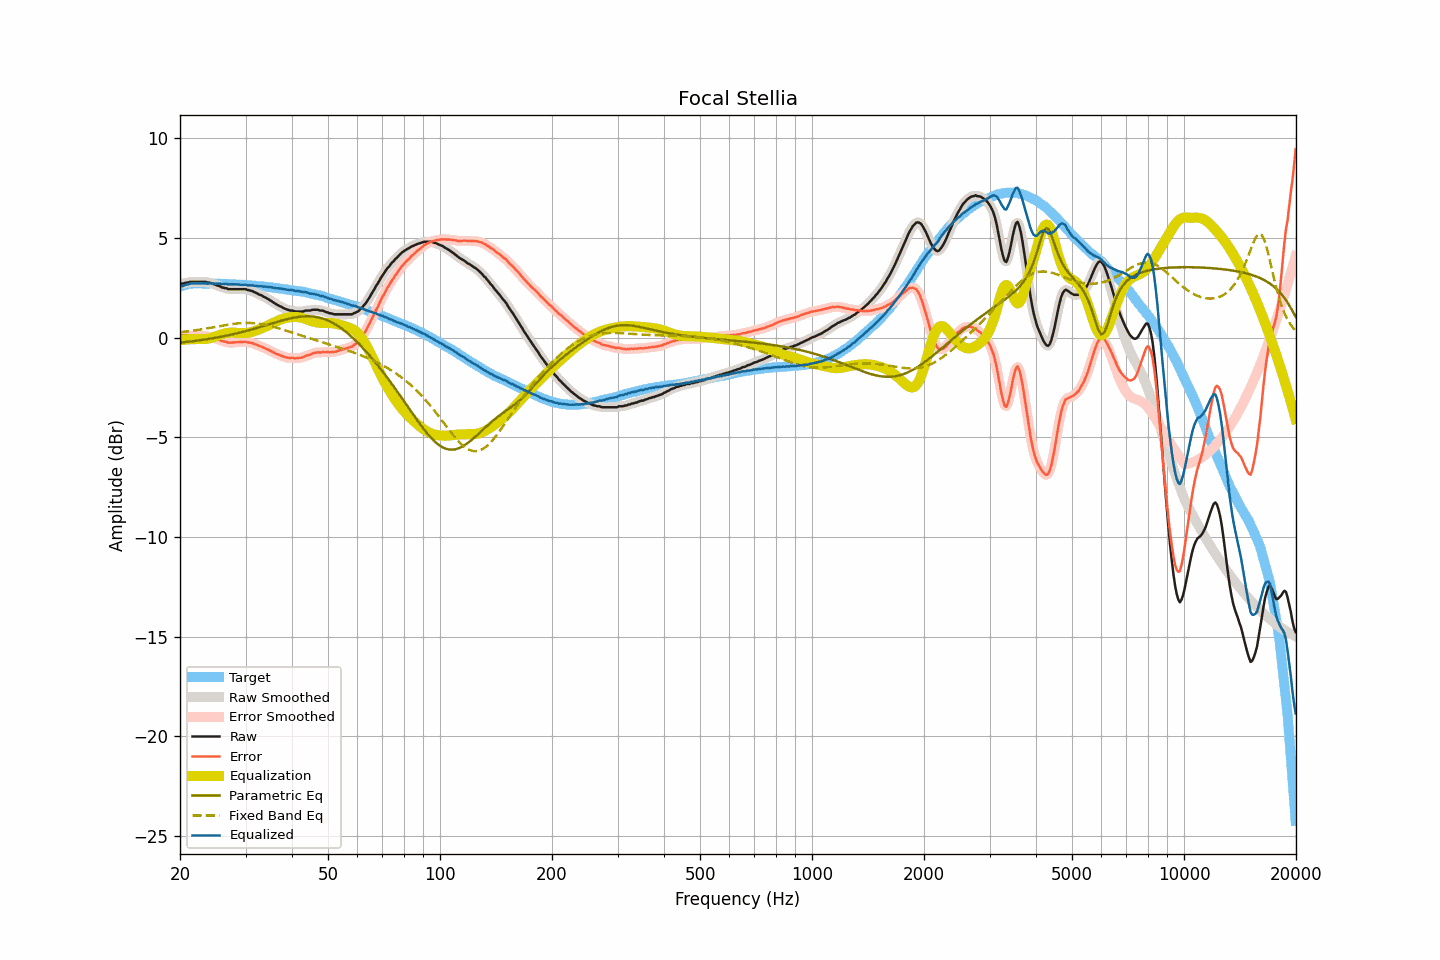 Focal Stellia
10
5
0
−5
−10
−15
−20
−25
Amplitude (dBr)
Target
Raw Smoothed
Error Smoothed
Raw
Error
Equalization
Parametric Eq
Fixed Band Eq
Equalized
20 50 100 200 500 1000 2000 5000 10000 20000
Frequency (Hz)